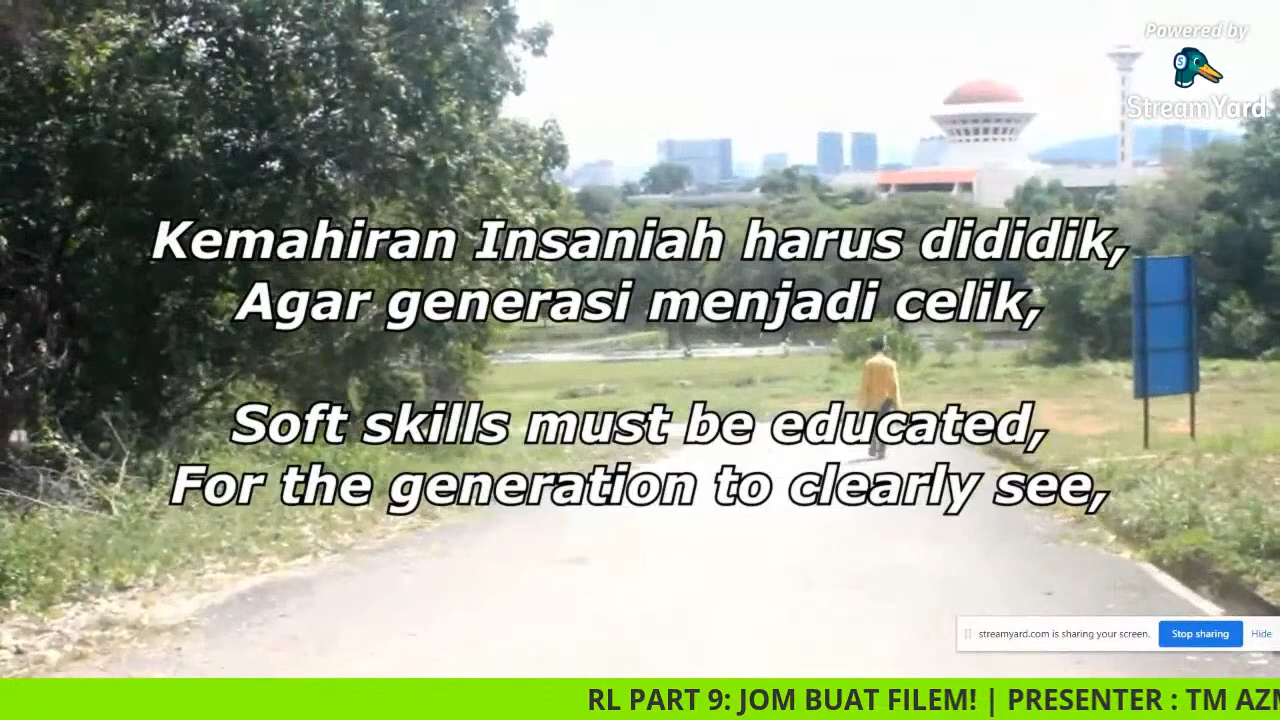 Powered by
StreamYard
Kemahiran Insaniah harus dididik,
Agar generasi menjadi celik,
Soft skills must be educated,
For the generation to clearly see,
streamyard.com is sharing your screen. Stop sharing Hide
RL PART 9: JOM BUAT FILEM! | PRESENTER : TM